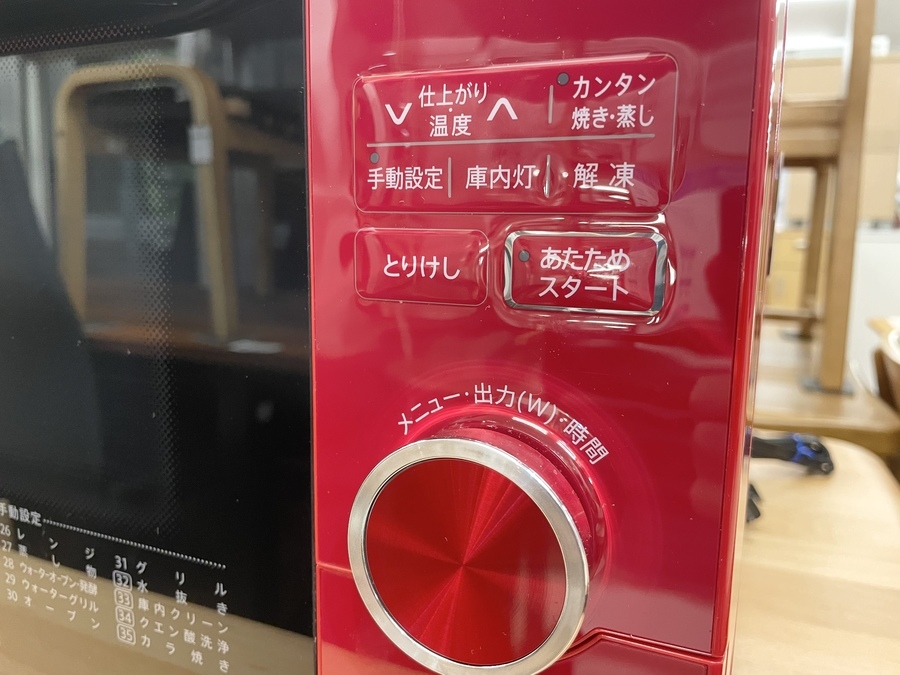 仕上がり
温度
カンタン
焼き・蒸し
手動設定
庫内灯
解凍
とりけし
あたため
スタート
メニュー・出力(W)・時間
手動設定
26 レンジ
27 蒸し物
28 ウォーターオーブン発酵
29 ウォーターグリル
30 オーブン
31 グリル
32 水抜き
33 庫内クリーン
34 クエン酸洗浄
35 カラ焼き